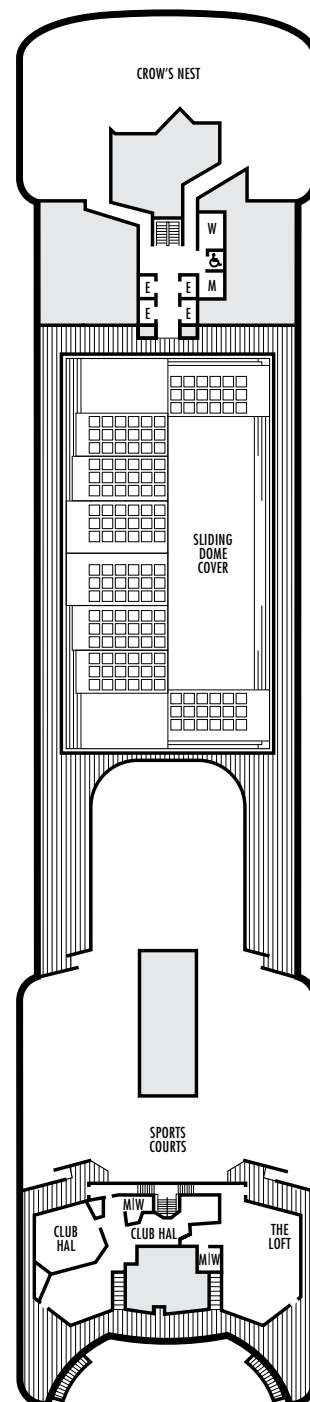 CROW'S NEST
W
M
E E
E E
SLIDING
DOME
COVER
SPORTS
COURTS
M|W
CLUB
HAL
CLUB HAL
THE
LOFT
M|W